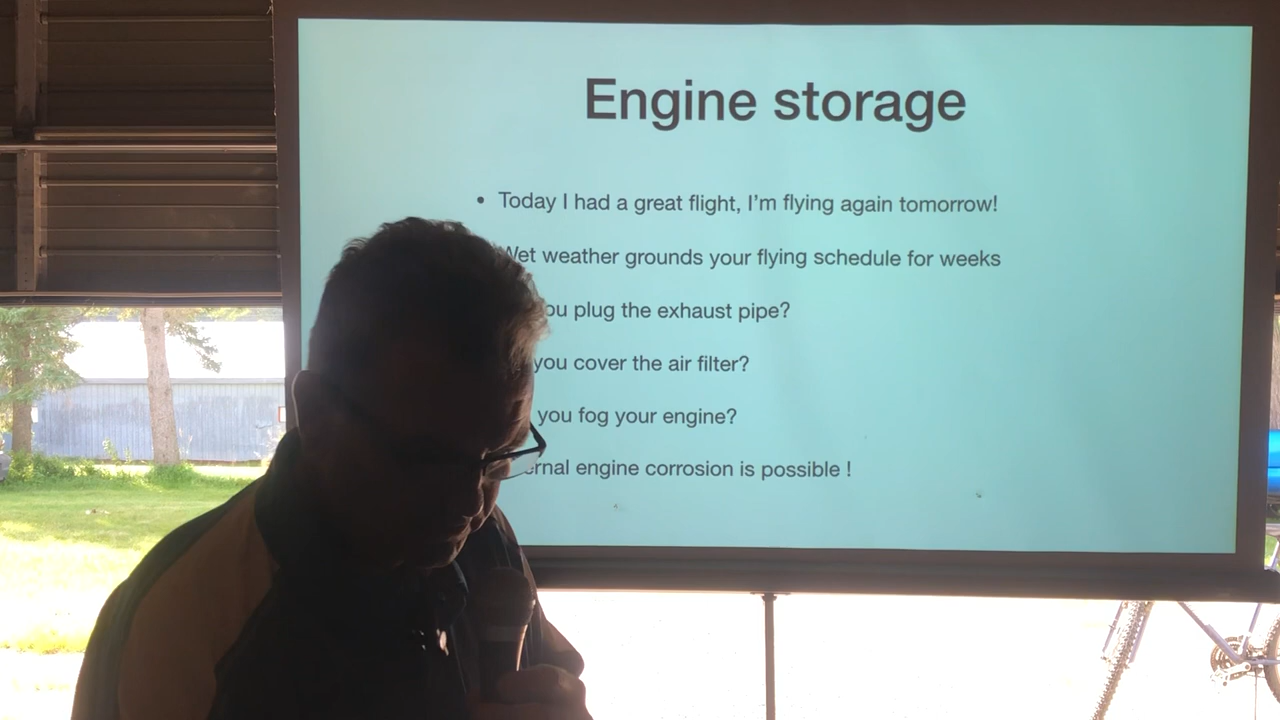 Engine storage
• Today I had a great flight, I'm flying again tomorrow!
Wet weather grounds your flying schedule for weeks
plug the exhaust pipe?
you cover the air filter?
you fog your engine?
engine corrosion is possible !